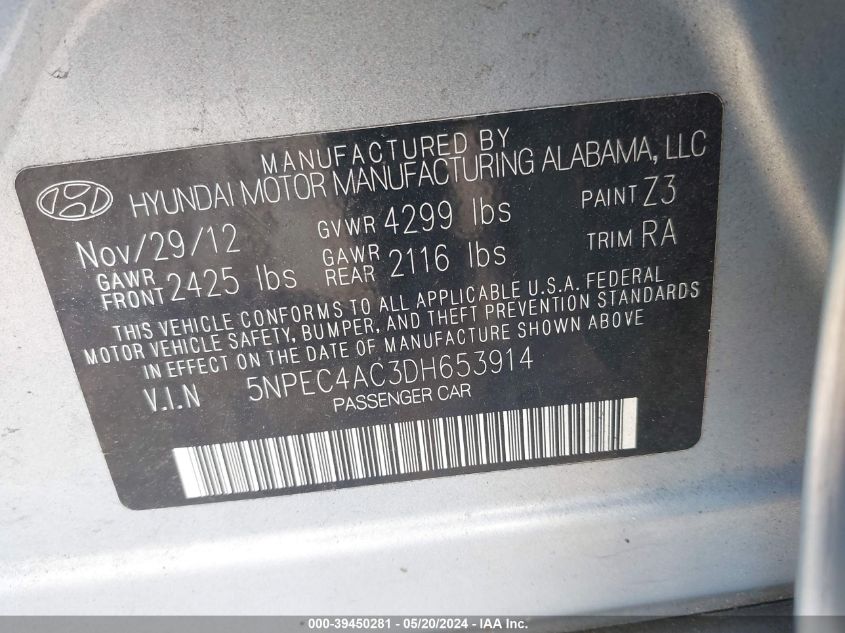 MANUFACTURED BY
HYUNDAI MOTOR MANUFACTURING ALABAMA, LLC
Nov/29/12 GVWR 4299 lbs PAINT Z3
GAWR FRONT 2425 lbs GAWR REAR 2116 lbs TRIM RA
THIS VEHICLE CONFORMS TO ALL APPLICABLE U.S.A. FEDERAL
MOTOR VEHICLE SAFETY, BUMPER, AND THEFT PREVENTION STANDARDS
IN EFFECT ON THE DATE OF MANUFACTURE SHOWN ABOVE
V.I.N 5NPEC4AC3DH653914
PASSENGER CAR
000-39450281 - 05/20/2024 - IAA Inc.